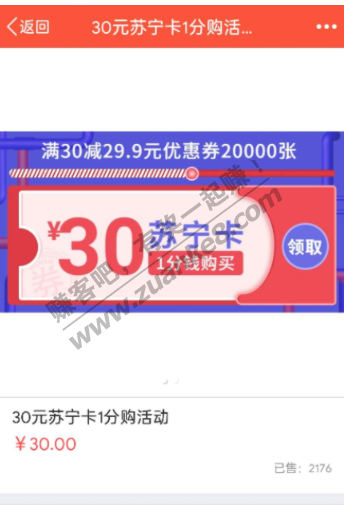 返回
30元苏宁卡1分购活...
满30减29.9元优惠券20000张
¥30 苏宁卡
1分钱购买
领取
赚客吧,有奖一起赚!
www.zuanke8.com
30元苏宁卡1分购活动
¥30.00
已售：2176